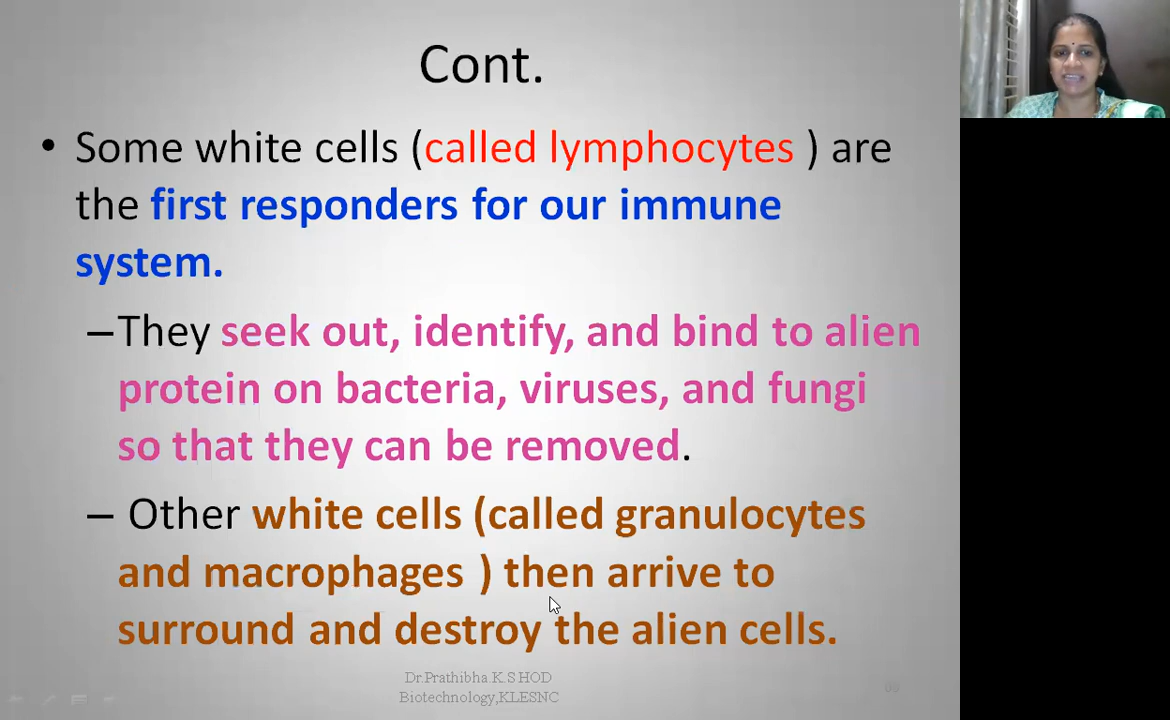 Cont.
• Some white cells (called lymphocytes ) are
the first responders for our immune
system.
–They seek out, identify, and bind to alien
protein on bacteria, viruses, and fungi
so that they can be removed.
– Other white cells (called granulocytes
and macrophages ) then arrive to
surround and destroy the alien cells.
Dr.Prathibha.K.S HOD
Biotechnology,KLESNC